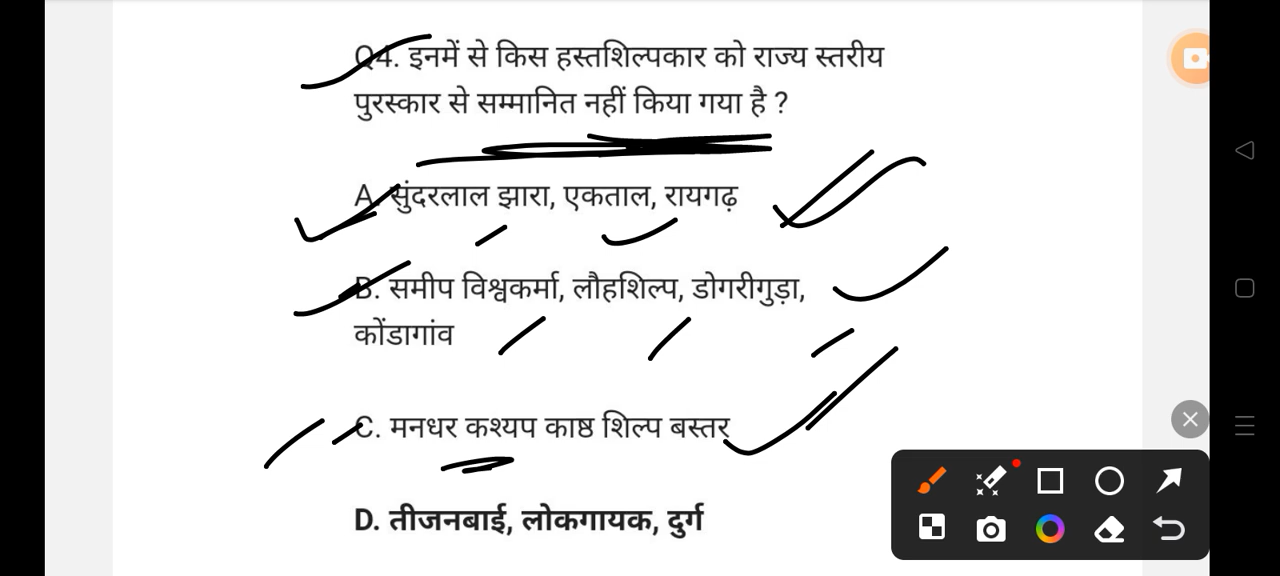 Q4. इनमें से किस हस्तशिल्पकार को राज्य स्तरीय
पुरस्कार से सम्मानित नहीं किया गया है ?
A. सुंदरलाल झारा, एकताल, रायगढ़
B. समीप विश्वकर्मा, लौहशिल्प, डोगरीगुड़ा,
कोंडागांव
C. मनधर कश्यप काष्ठ शिल्प बस्तर
D. तीजनबाई, लोकगायक, दुर्ग